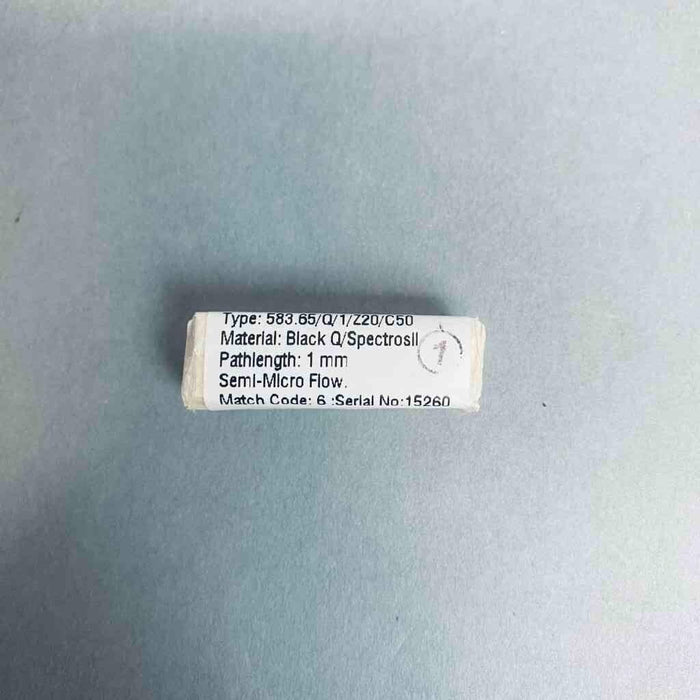 Type: 583.65/Q/1/Z20/C50
Material: Black Q/Spectrosil
Pathlength: 1 mm
Semi-Micro Flow.
Match Code: 6 :Serial No:15260
1